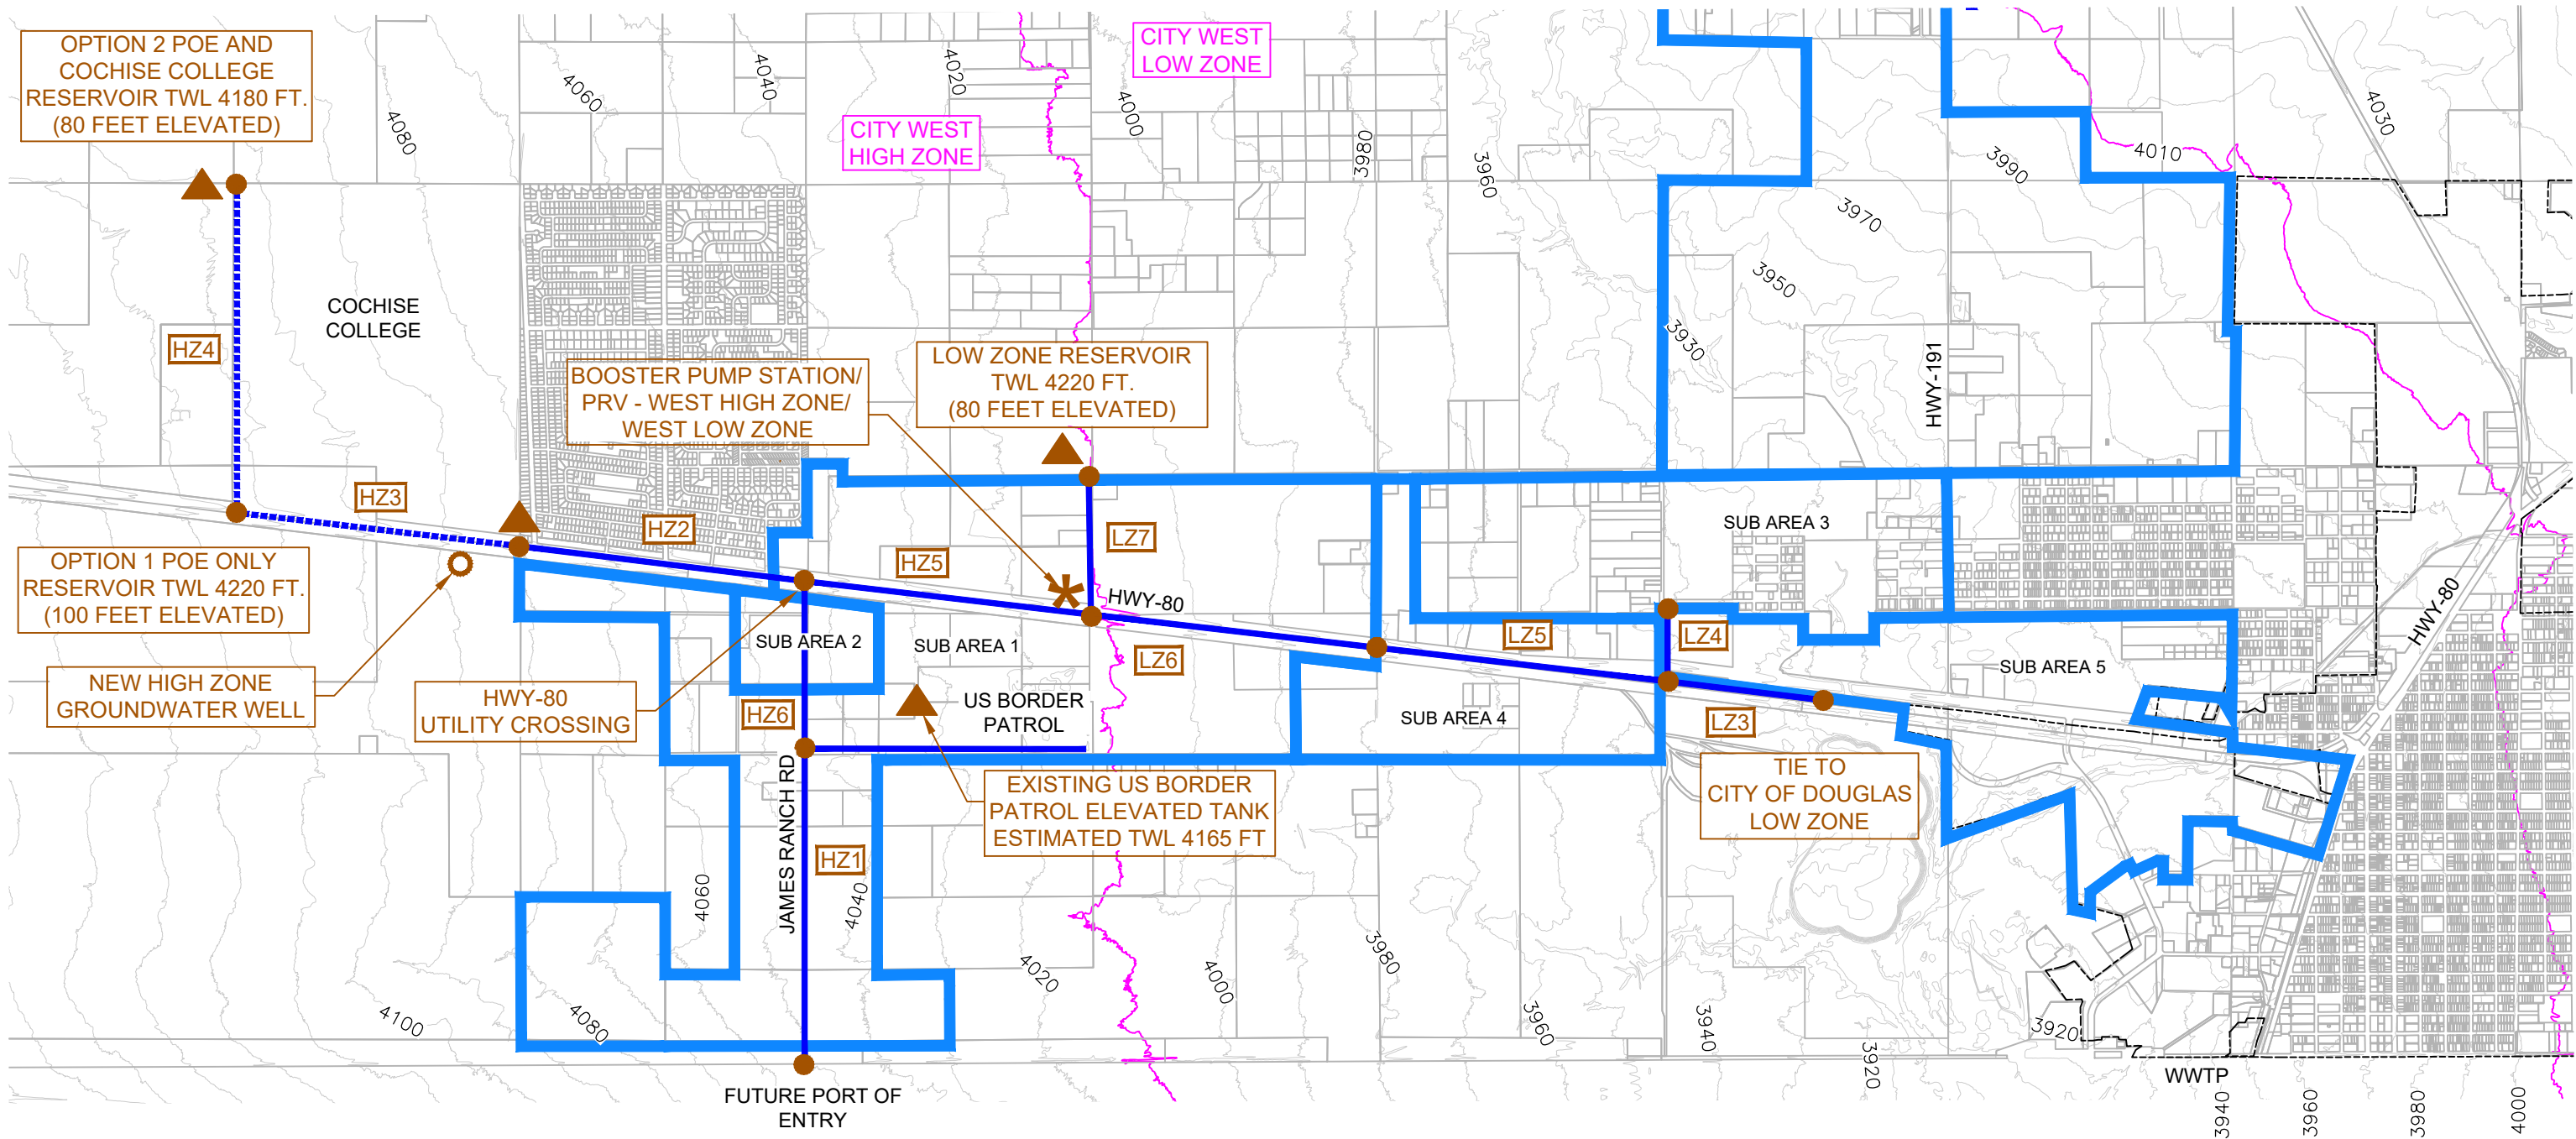 OPTION 2 POE AND
COCHISE COLLEGE
RESERVOIR TWL 4180 FT.
(80 FEET ELEVATED)
4080
4060
4040
4020
CITY WEST
LOW ZONE
CITY WEST
HIGH ZONE
4000
3980
3960
3970
3950
3930
3990
4010
4030
HWY-191
COCHISE
COLLEGE
HZ4
HZ3
HZ2
BOOSTER PUMP STATION/
PRV - WEST HIGH ZONE/
WEST LOW ZONE
LOW ZONE RESERVOIR
TWL 4220 FT.
(80 FEET ELEVATED)
HZ5
LZ7
HWY-80
SUB AREA 3
OPTION 1 POE ONLY
RESERVOIR TWL 4220 FT.
(100 FEET ELEVATED)
NEW HIGH ZONE
GROUNDWATER WELL
HWY-80
UTILITY CROSSING
SUB AREA 2
SUB AREA 1
LZ6
LZ5
LZ4
SUB AREA 5
HWY-80
HZ6
US BORDER
PATROL
SUB AREA 4
LZ3
EXISTING US BORDER
PATROL ELEVATED TANK
ESTIMATED TWL 4165 FT
TIE TO
CITY OF DOUGLAS
LOW ZONE
JAMES RANCH RD
HZ1
4060
4040
4100
4080
4020
4000
3980
3960
3940
3920
3920
FUTURE PORT OF
ENTRY
WWTP
3940
3960
3980
4000